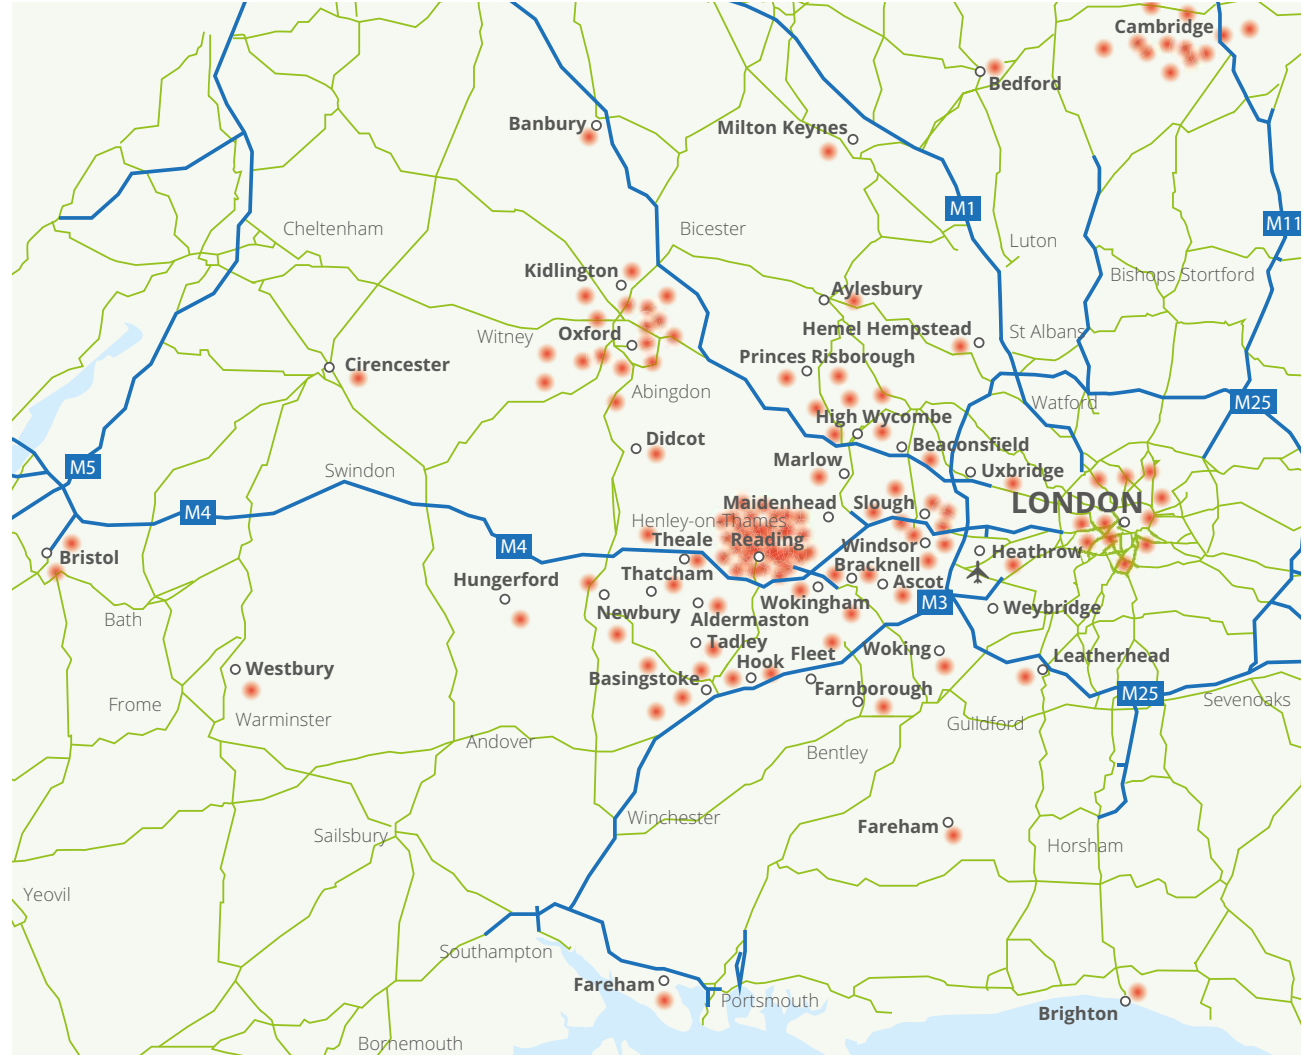 Cambridge
Bedford
Banbury
Milton Keynes
M1
M11
Cheltenham
Bicester
Luton
Bishops Stortford
Kidlington
Aylesbury
Witney
Oxford
Hemel Hempstead
St Albans
Cirencester
Princes Risborough
Abingdon
Watford
M25
High Wycombe
Didcot
Beaconsfield
M5
Swindon
Marlow
Uxbridge
M4
Maidenhead
Slough
LONDON
Henley-on-Thames
M4
Theale
Reading
Windsor
Heathrow
Bristol
Hungerford
Thatcham
Bracknell
Ascot
Bath
Newbury
Wokingham
M3
Weybridge
Aldermaston
Tadley
Fleet
Woking
Leatherhead
Westbury
Hook
Basingstoke
Farnborough
M25
Sevenoaks
Frome
Warminster
Guildford
Andover
Bentley
Winchester
Fareham
Sailsbury
Horsham
Yeovil
Southampton
Fareham
Portsmouth
Brighton
Bornemouth